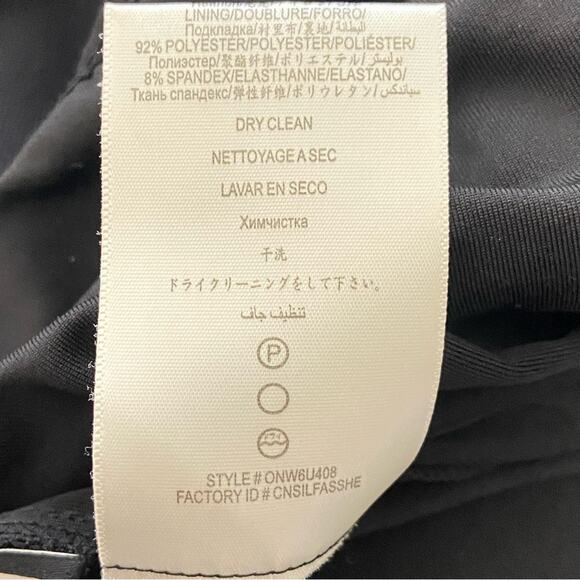 LINING/DOUBLURE/FORRO/
Подкладка/衬里布/裏地/البطانة/
92% POLYESTER/POLYESTER/POLIÉSTER/
Полиэстер/聚酯纤维/ポリエステル/بوليستر/
8% SPANDEX/ELASTHANNE/ELASTANO/
Ткань спандекс/弹性纤维/ポリウレタン/سباندكس/
DRY CLEAN
NETTOYAGE A SEC
LAVAR EN SECO
Химчистка
干洗
ドライクリーニングをして下さい。
تنظيف جاف
P
ドライ
STYLE # ONW6U408
FACTORY ID # CNSILFASSHE